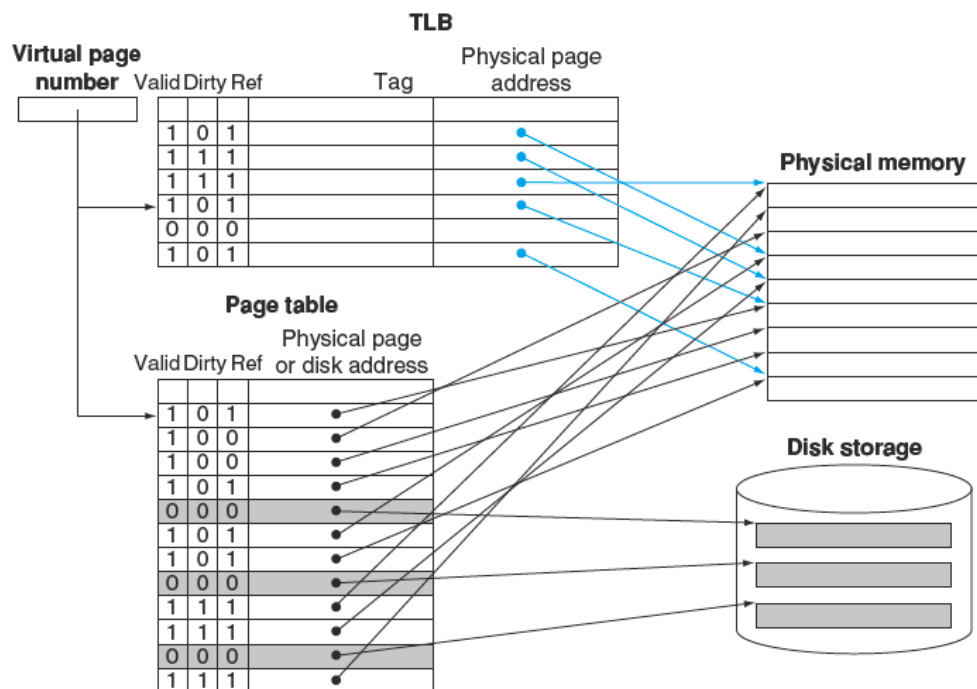 TLB
Virtual page
number
Physical page
address
Valid Dirty Ref
Tag
1 0 1
1 1 1
1 1 1
1 0 1
0 0 0
1 0 1
Physical memory
Page table
Physical page
or disk address
Valid Dirty Ref
1 0 1
1 0 0
1 0 0
1 0 1
0 0 0
1 0 1
1 0 1
0 0 0
1 1 1
1 1 1
0 0 0
1 1 1
Disk storage